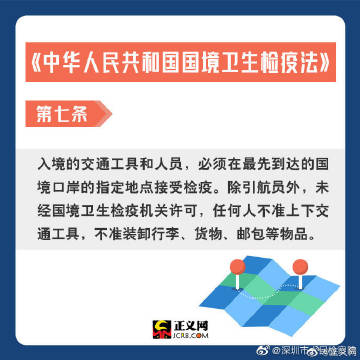 《中华人民共和国国境卫生检疫法》
第七条
入境的交通工具和人员，必须在最先到达的国
境口岸的指定地点接受检疫。除引航员外，未
经国境卫生检疫机关许可，任何人不准上下交
通工具，不准装卸行李、货物、邮包等物品。
正义网
JCRB.COM
@深圳市
检察院